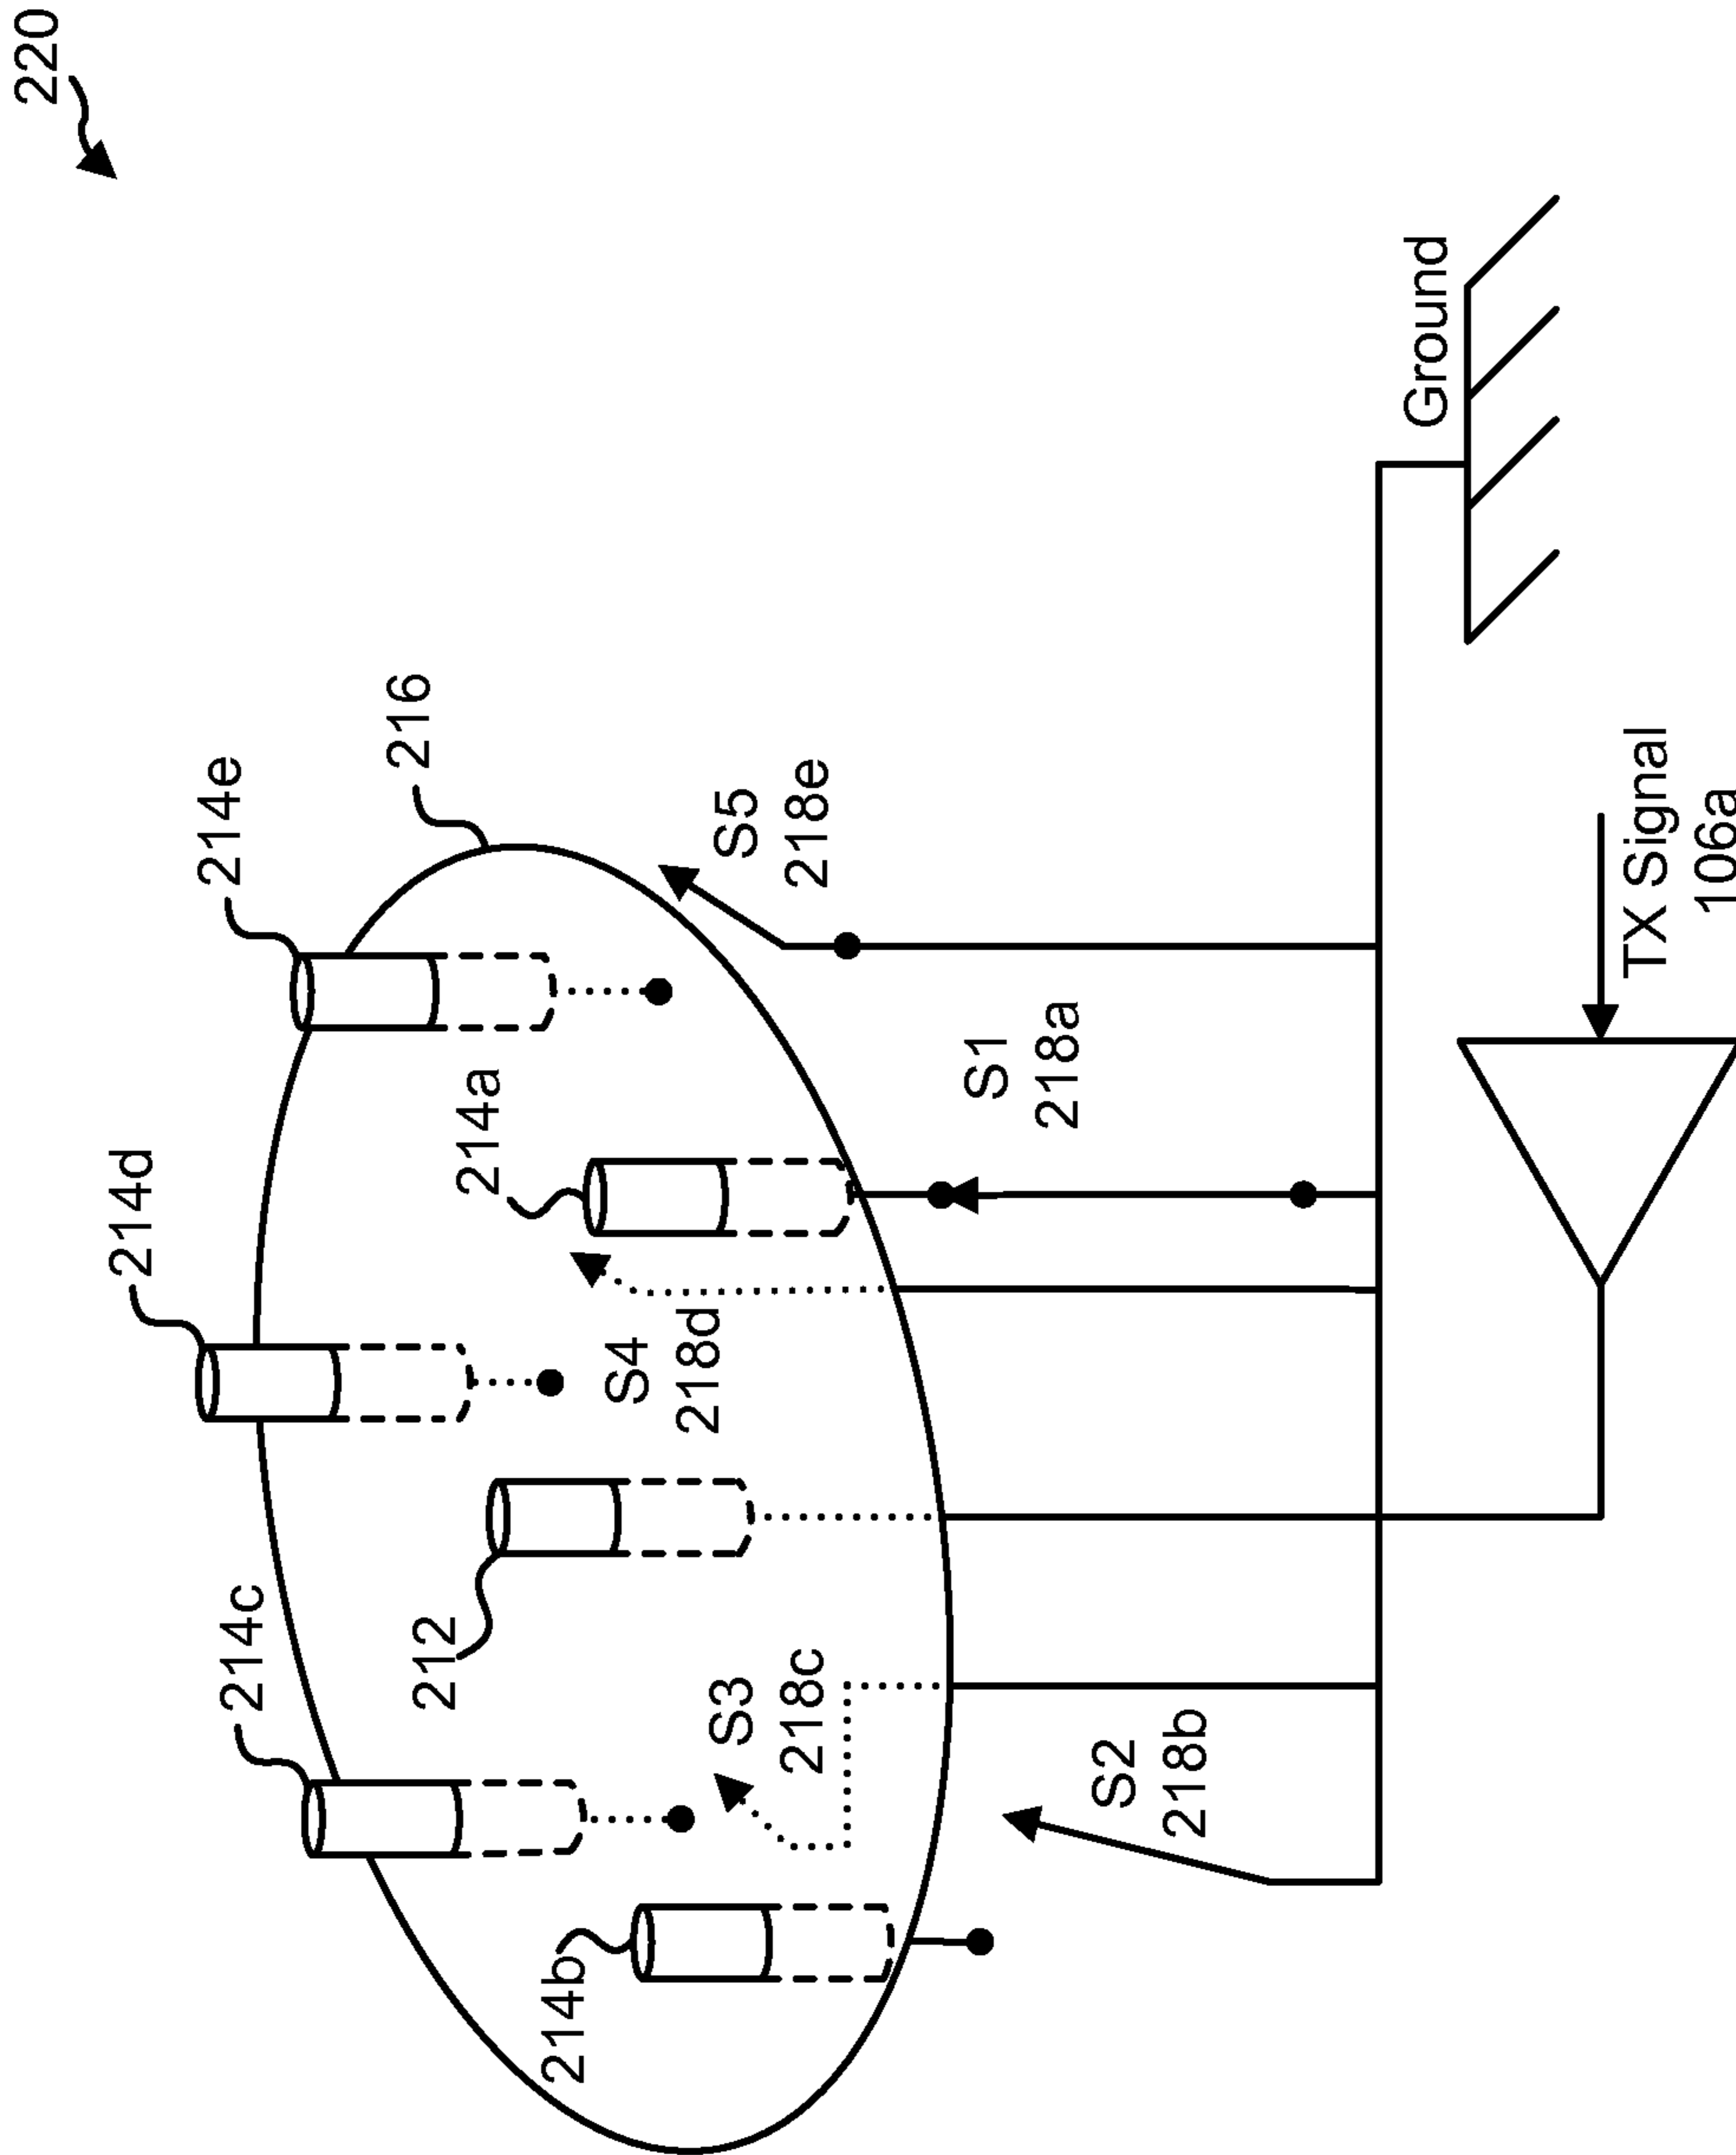 220
214e
216
214d
214a
S5
218e
214c
212
S4
218d
S1
218a
214b
S3
218c
S2
218b
Ground
TX Signal
106a